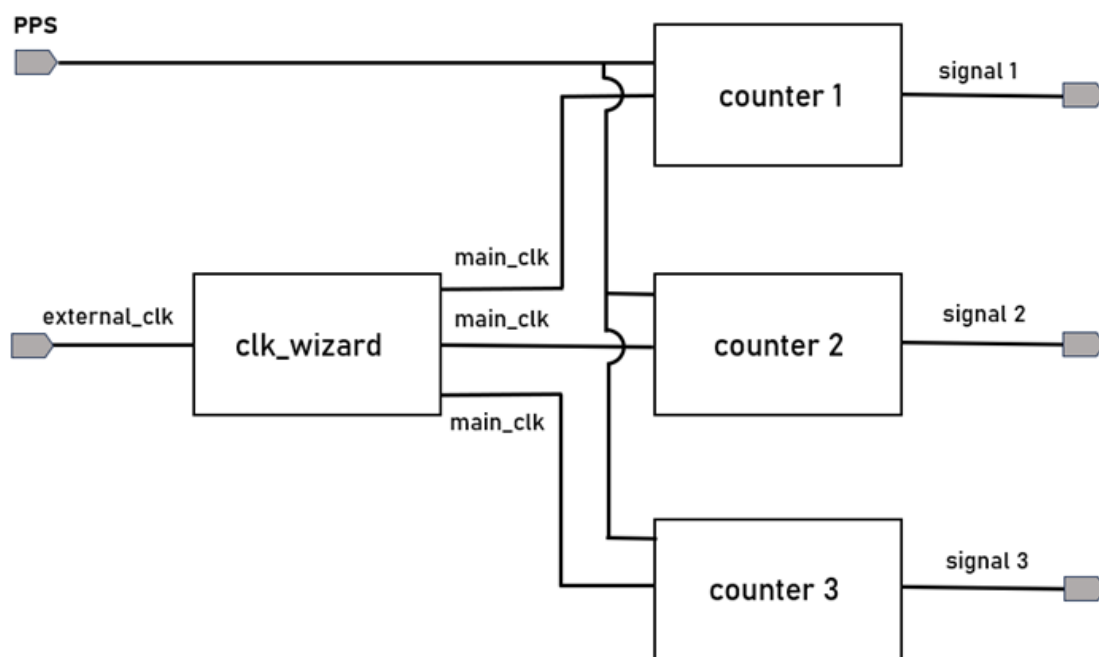 PPS
signal 1
counter 1
main_clk
external_clk
main_clk
signal 2
clk_wizard
counter 2
main_clk
signal 3
counter 3